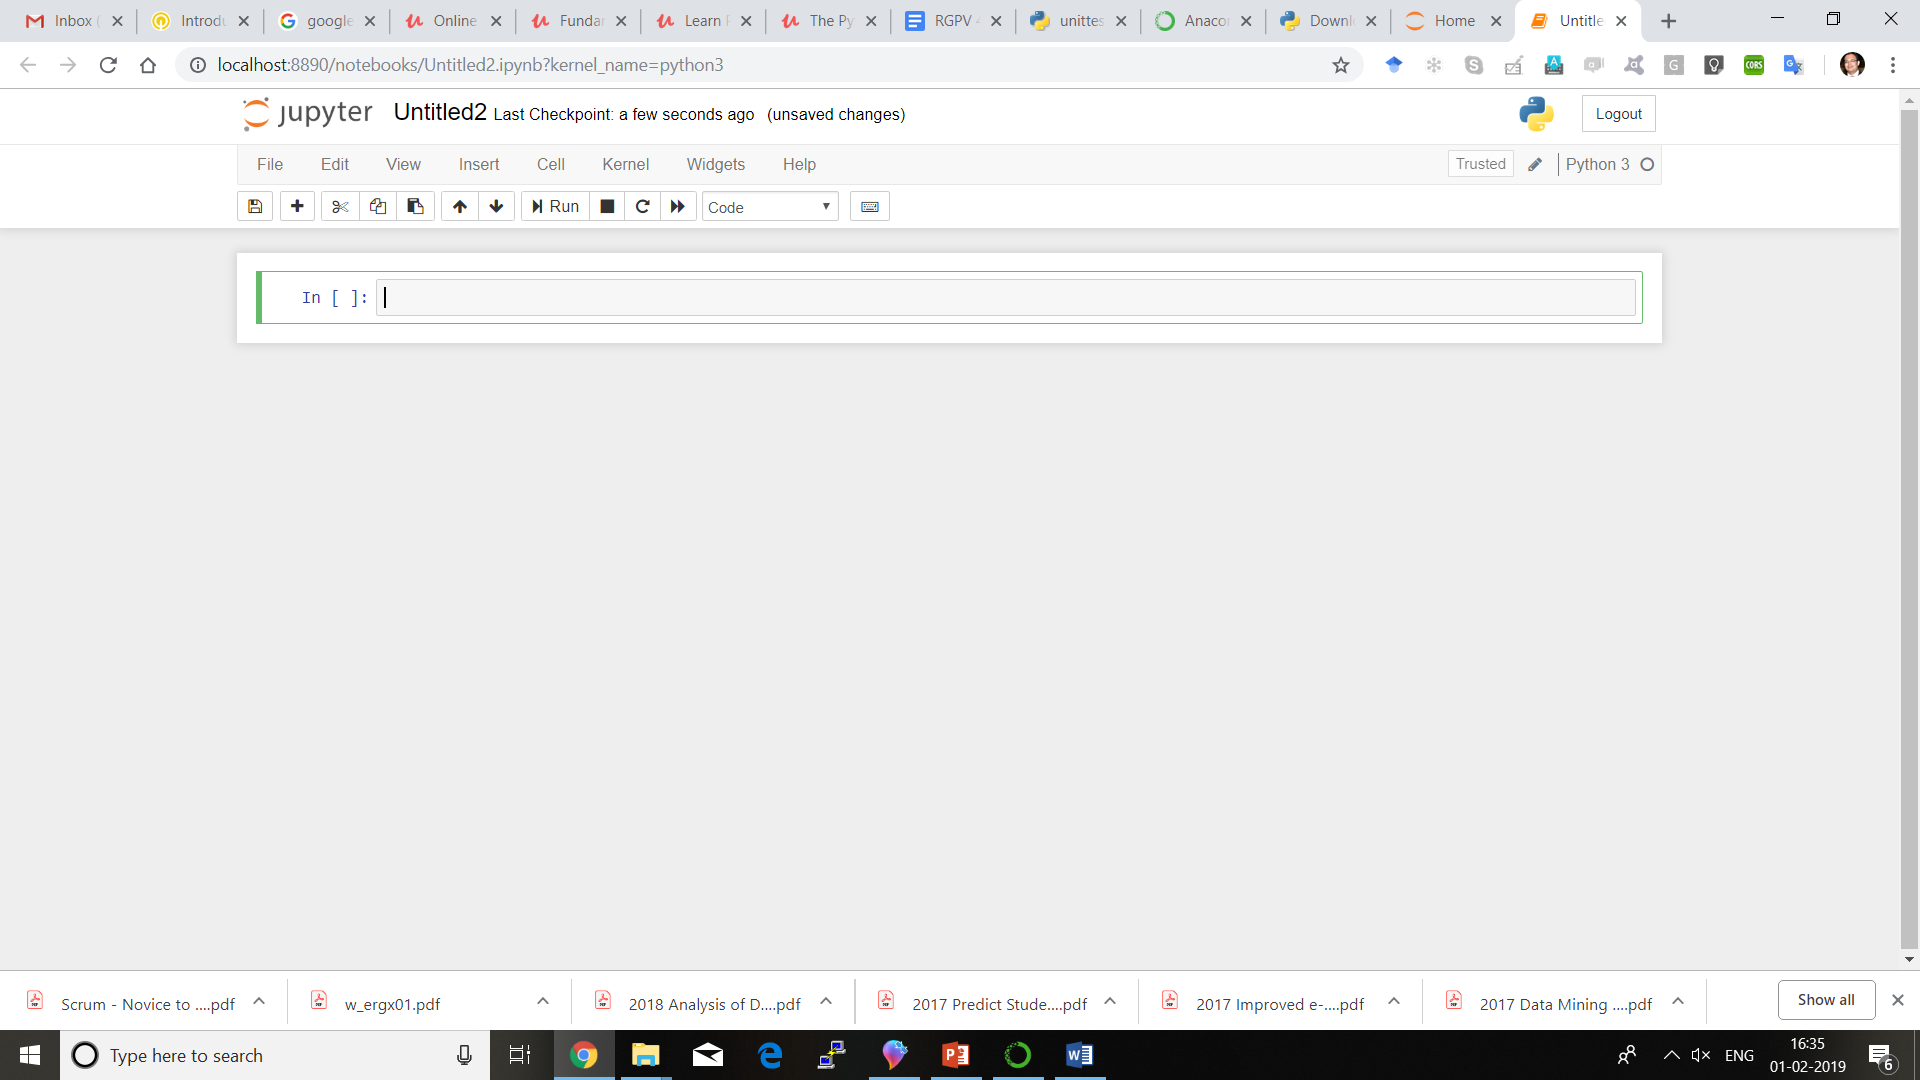 Inbox (
Introdu
google
Online
Fundar
Learn
The Py
RGPV
unittes
Anacon
Downl
Home
Untitle
localhost:8890/notebooks/Untitled2.ipynb?kernel_name=python3
jupyter Untitled2 Last Checkpoint: a few seconds ago (unsaved changes)
Logout
File Edit View Insert Cell Kernel Widgets Help
Trusted
Python 3
Run
Code
In [ ]:
Scrum - Novice to ....pdf
w_ergx01.pdf
2018 Analysis of D....pdf
2017 Predict Stude....pdf
2017 Improved e-....pdf
2017 Data Mining ....pdf
Show all
Type here to search
ENG
16:35
01-02-2019
6